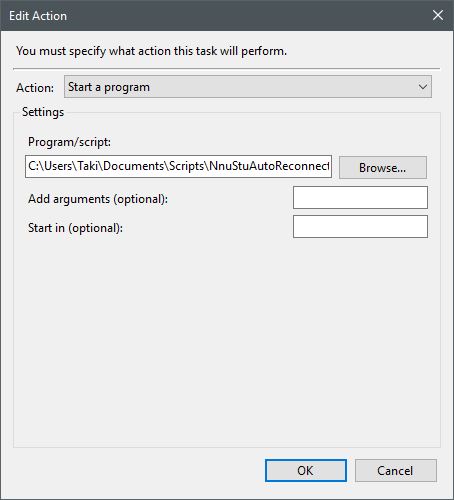 Edit Action
You must specify what action this task will perform.
Action: Start a program
Settings
Program/script:
C:\Users\Taki\Documents\Scripts\NnuStuAutoReconnect Browse...
Add arguments (optional):
Start in (optional):
OK Cancel